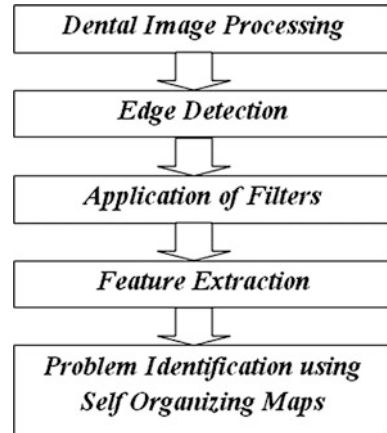 Dental Image Processing
Edge Detection
Application of Filters
Feature Extraction
Problem Identification using
Self Organizing Maps